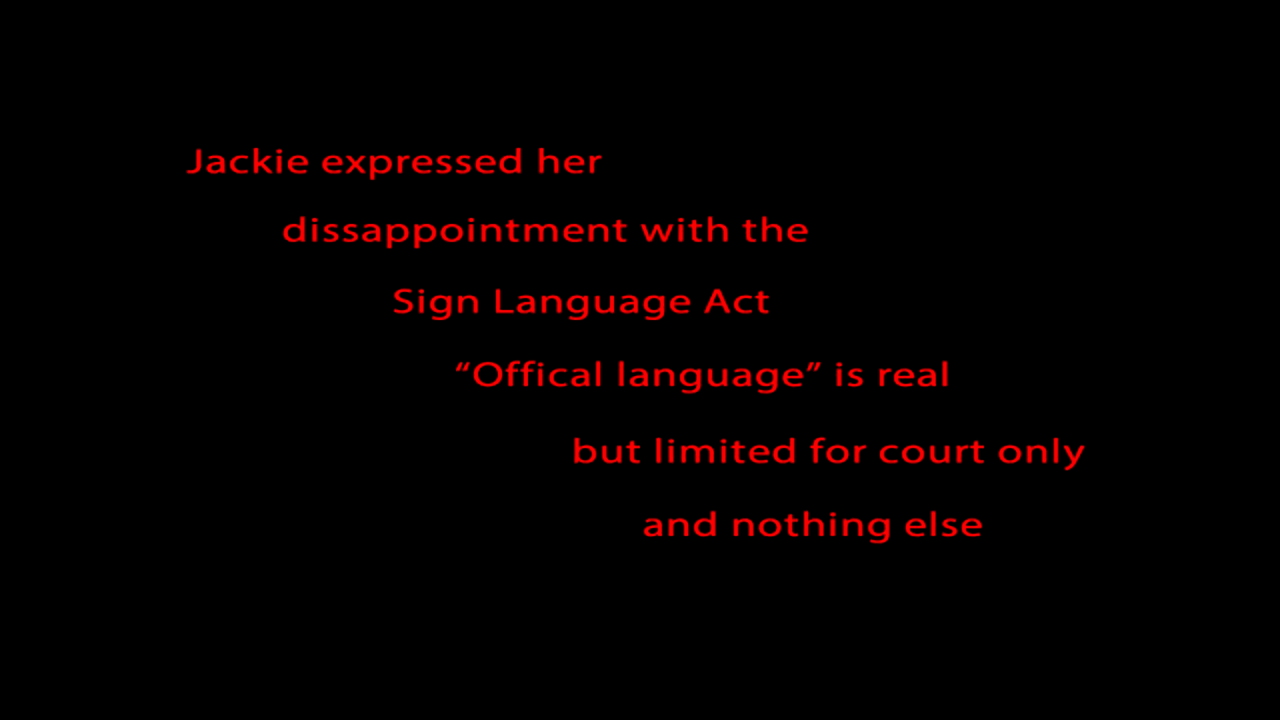 Jackie expressed her
dissappointment with the
Sign Language Act
“Offical language” is real
but limited for court only
and nothing else